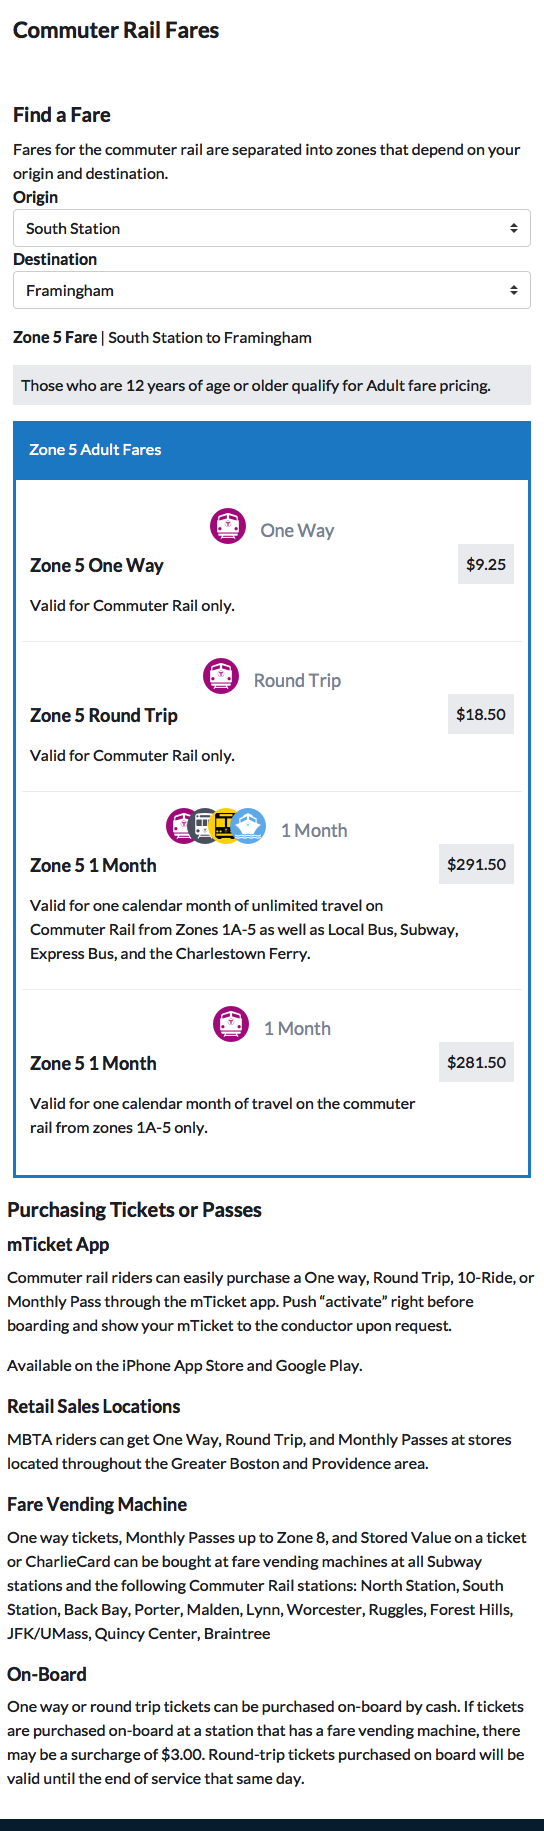 Commuter Rail Fares
Find a Fare
Fares for the commuter rail are separated into zones that depend on your
origin and destination.
Origin
South Station
Destination
Framingham
Zone 5 Fare | South Station to Framingham
Those who are 12 years of age or older qualify for Adult fare pricing.
Zone 5 Adult Fares
One Way
Zone 5 One Way
$9.25
Valid for Commuter Rail only.
Round Trip
Zone 5 Round Trip
$18.50
Valid for Commuter Rail only.
1 Month
Zone 5 1 Month
$291.50
Valid for one calendar month of unlimited travel on
Commuter Rail from Zones 1A-5 as well as Local Bus, Subway,
Express Bus, and the Charlestown Ferry.
1 Month
Zone 5 1 Month
$281.50
Valid for one calendar month of travel on the commuter
rail from zones 1A-5 only.
Purchasing Tickets or Passes
mTicket App
Commuter rail riders can easily purchase a One way, Round Trip, 10-Ride, or
Monthly Pass through the mTicket app. Push “activate” right before
boarding and show your mTicket to the conductor upon request.
Available on the iPhone App Store and Google Play.
Retail Sales Locations
MBTA riders can get One Way, Round Trip, and Monthly Passes at stores
located throughout the Greater Boston and Providence area.
Fare Vending Machine
One way tickets, Monthly Passes up to Zone 8, and Stored Value on a ticket
or CharlieCard can be bought at fare vending machines at all Subway
stations and the following Commuter Rail stations: North Station, South
Station, Back Bay, Porter, Malden, Lynn, Worcester, Ruggles, Forest Hills,
JFK/UMass, Quincy Center, Braintree
On-Board
One way or round trip tickets can be purchased on-board by cash. If tickets
are purchased on-board at a station that has a fare vending machine, there
may be a surcharge of $3.00. Round-trip tickets purchased on board will be
valid until the end of service that same day.